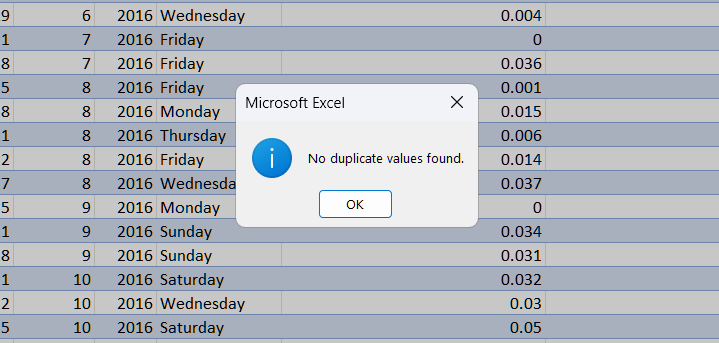 9 6 2016 Wednesday 0.004
1 7 2016 Friday 0
8 7 2016 Friday 0.036
5 8 2016 Friday 0.001
Microsoft Excel
8 8 2016 Monday 0.015
1 8 2016 Thursday 0.006
No duplicate values found.
2 8 2016 Friday 0.014
7 8 2016 Wednesda 0.037
OK
5 9 2016 Monday 0
1 9 2016 Sunday 0.034
8 9 2016 Sunday 0.031
1 10 2016 Saturday 0.032
2 10 2016 Wednesday 0.03
5 10 2016 Saturday 0.05